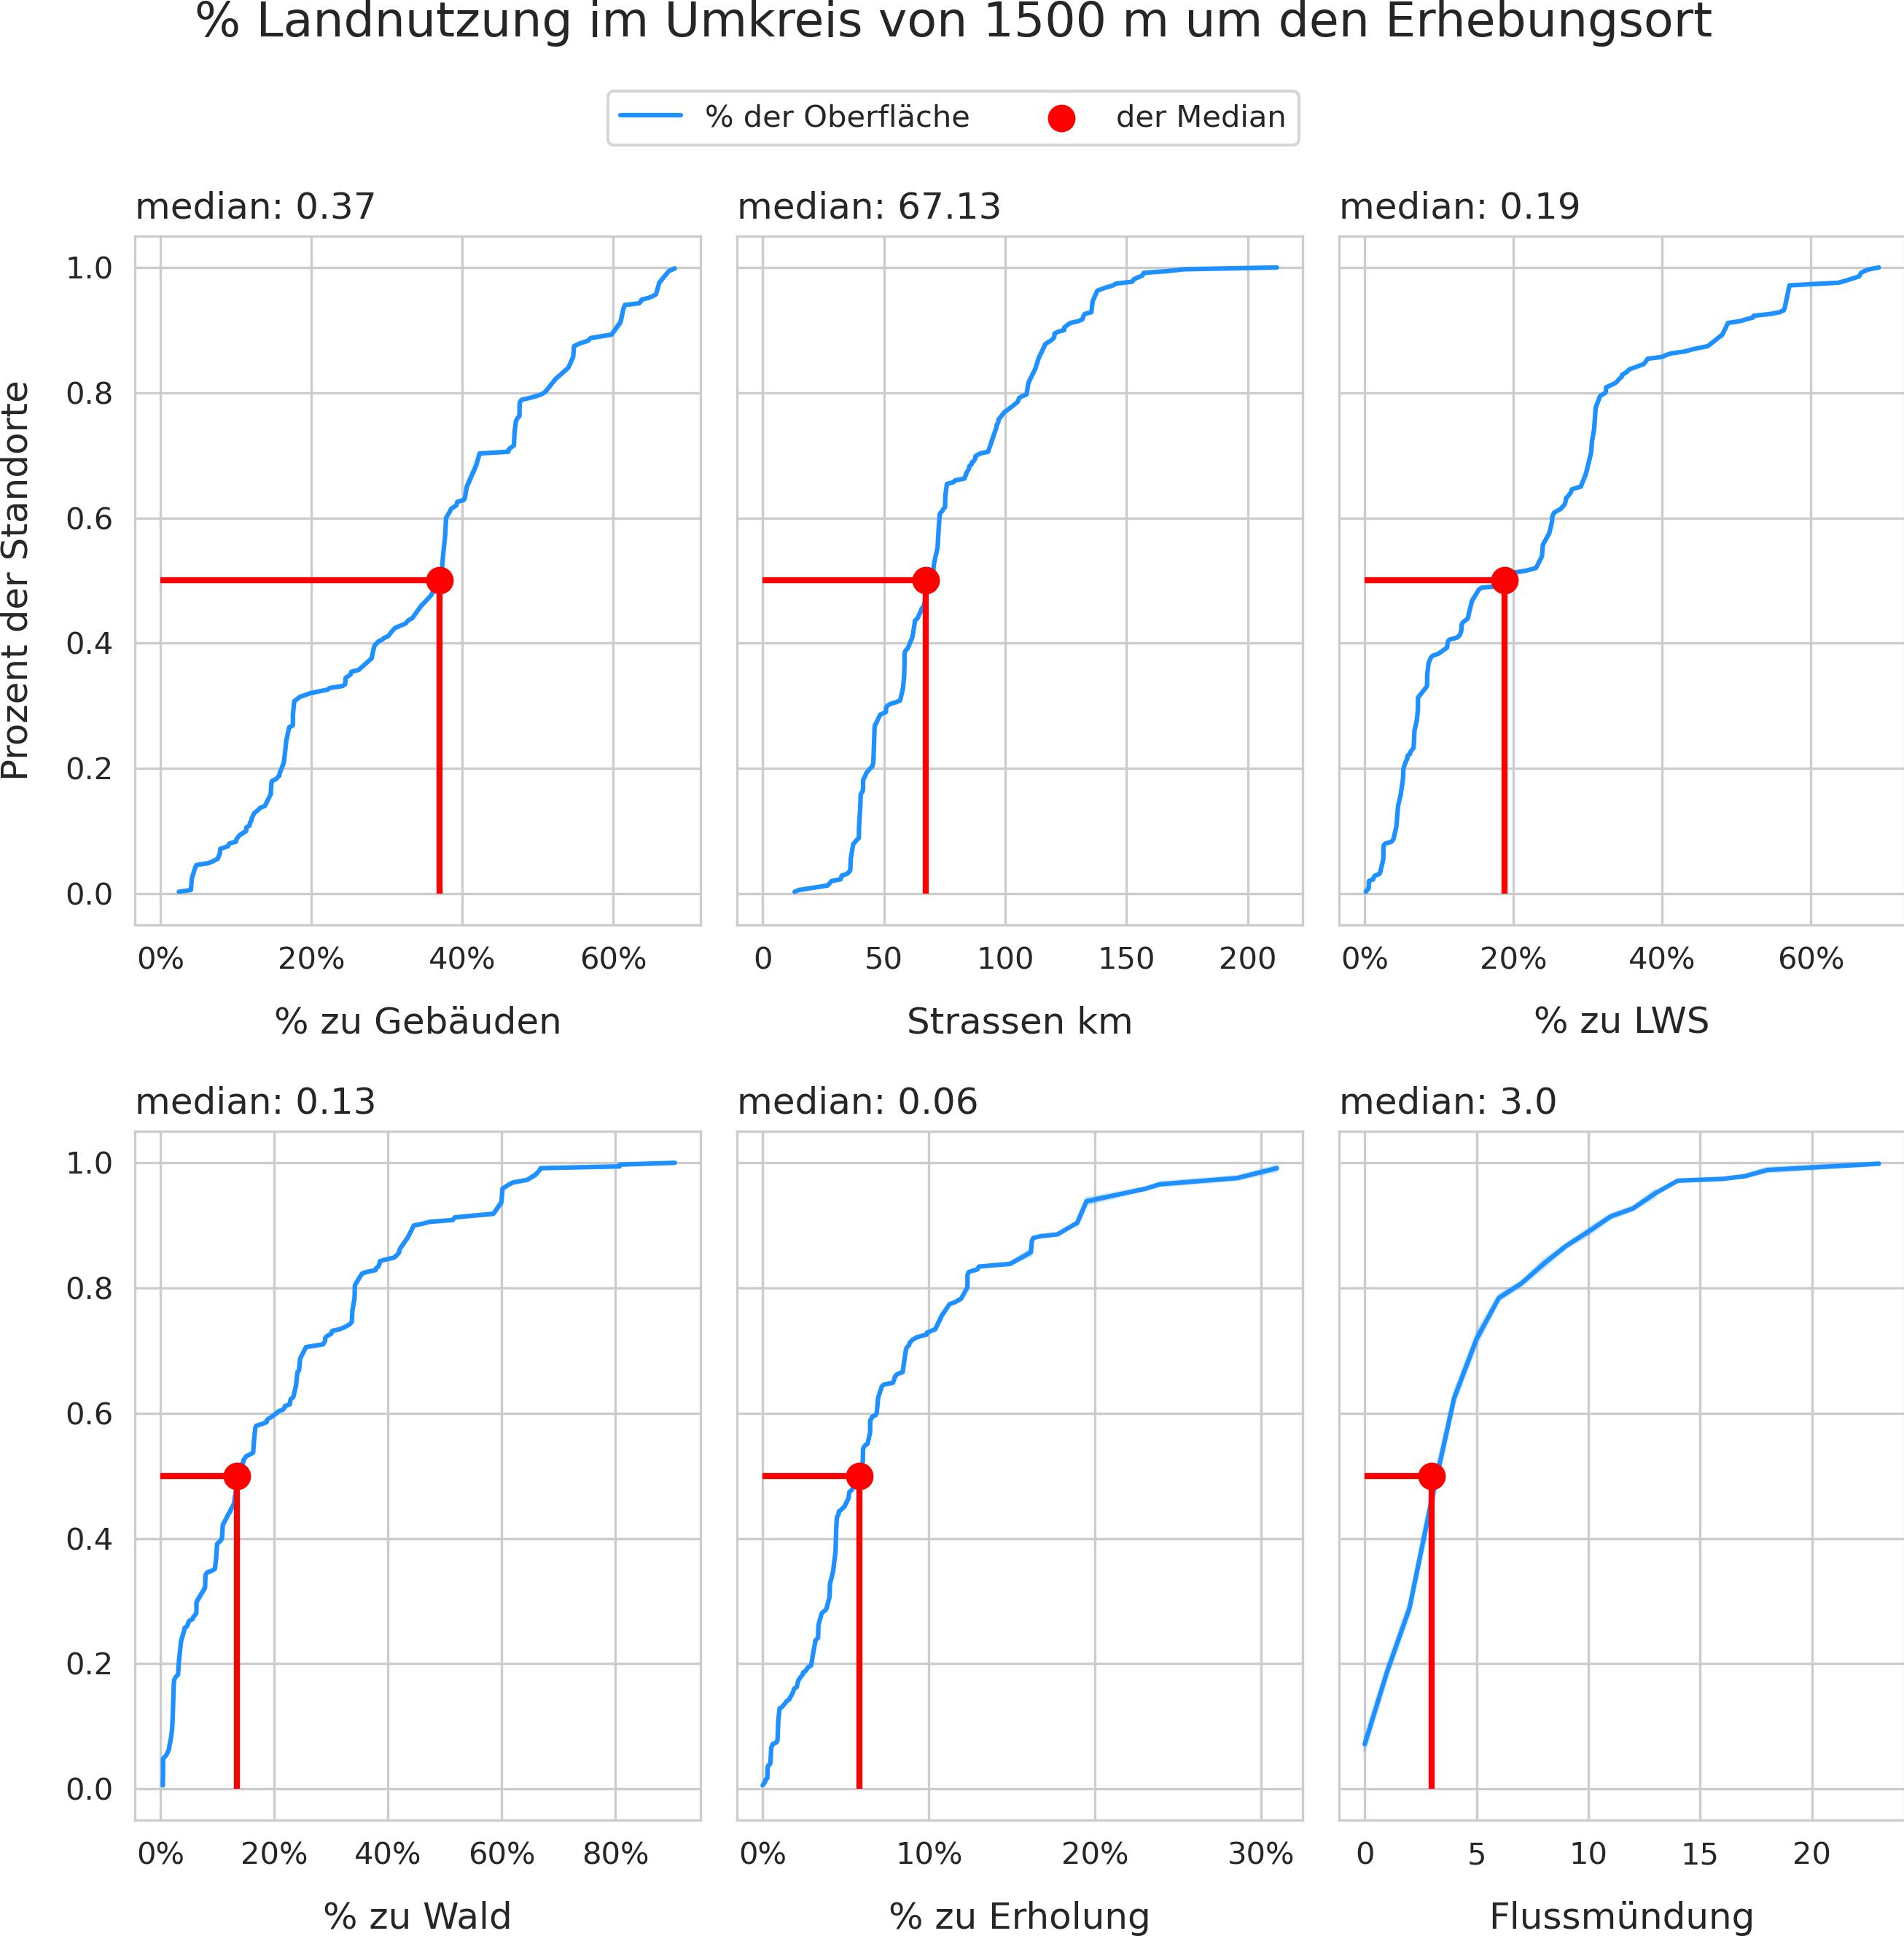 % Landnutzung im Umkreis von 1500 m um den Erhebungsort
% der Oberfläche der Median
median: 0.37
median: 67.13
median: 0.19
Prozent der Standorte
1.0
0.8
0.6
0.4
0.2
0.0
0% 20% 40% 60%
0 50 100 150 200
0% 20% 40% 60%
% zu Gebäuden
Strassen km
% zu LWS
median: 0.13
median: 0.06
median: 3.0
1.0
0.8
0.6
0.4
0.2
0.0
0% 20% 40% 60% 80%
0% 10% 20% 30%
0 5 10 15 20
% zu Wald
% zu Erholung
Flussmündung